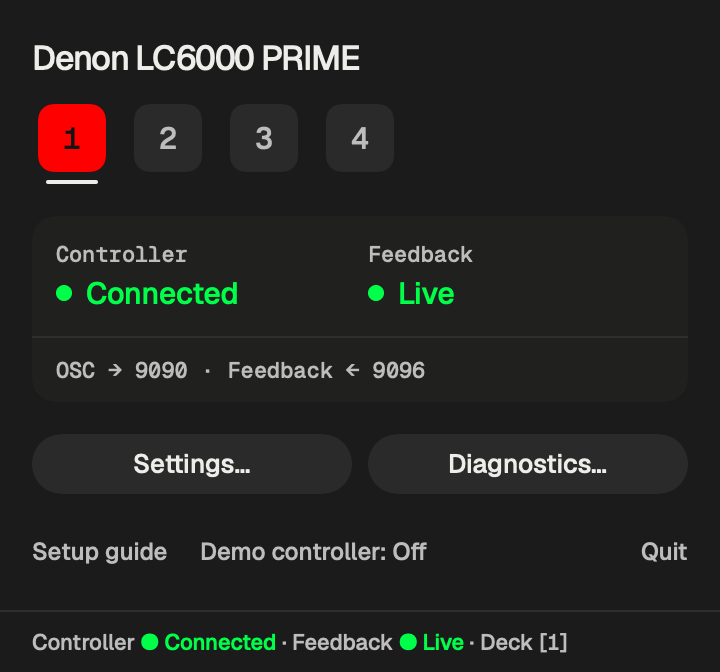 Denon LC6000 PRIME
1 2 3 4
Controller Feedback
Connected Live
OSC → 9090 · Feedback ← 9096
Settings... Diagnostics...
Setup guide Demo controller: Off Quit
Controller Connected · Feedback Live · Deck [1]